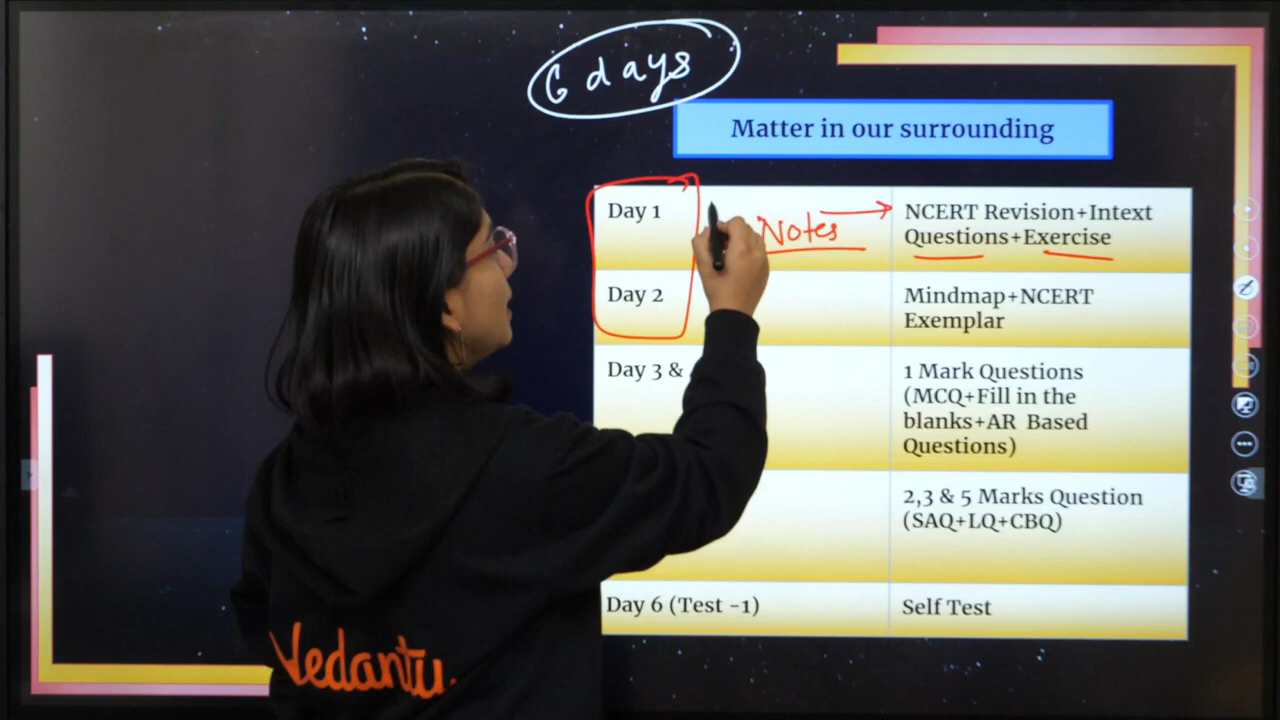 6 days
Matter in our surrounding
Day 1
Notes
NCERT Revision+Intext
Questions+Exercise
Day 2
Mindmap+NCERT
Exemplar
Day 3 &
1 Mark Questions
(MCQ+Fill in the
blanks+AR Based
Questions)
2,3 & 5 Marks Question
(SAQ+LQ+CBQ)
Day 6 (Test -1)
Self Test
Vedantu